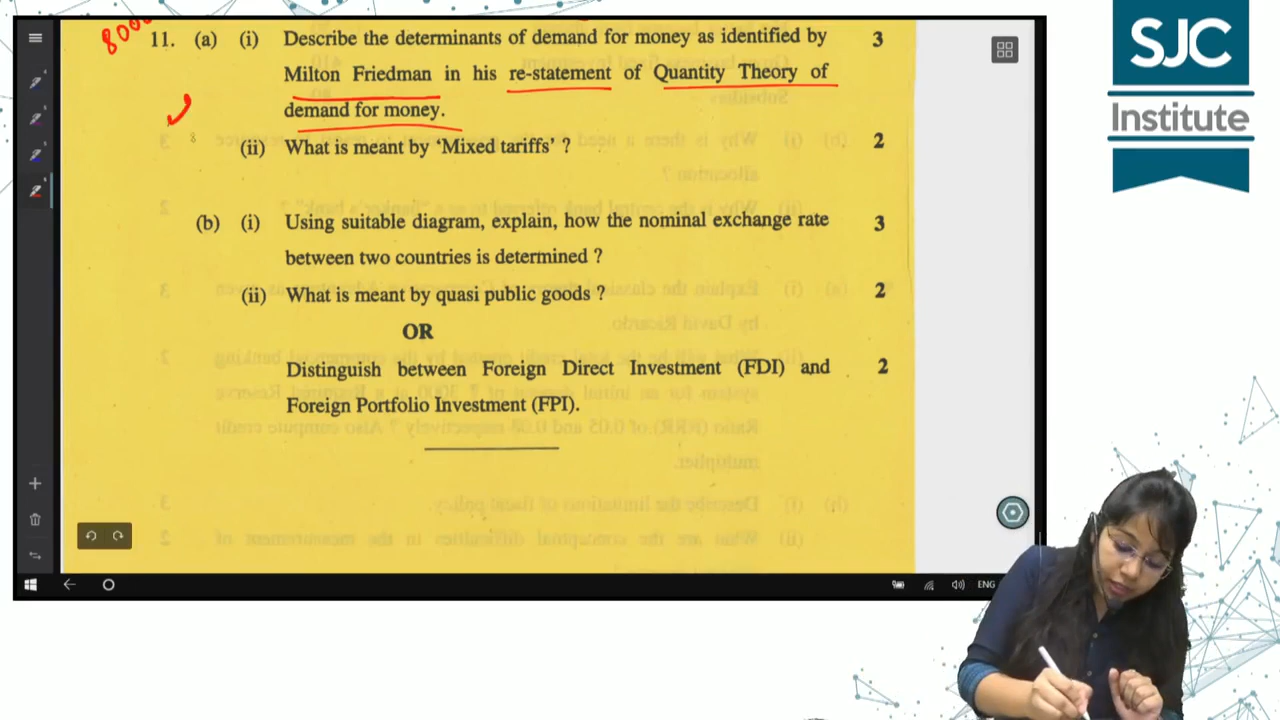 800
SJC
Institute
11. (a) (i) Describe the determinants of demand for money as identified by 3
Milton Friedman in his re-statement of Quantity Theory of
demand for money.
(ii) What is meant by ‘Mixed tariffs’ ? 2
(b) (i) Using suitable diagram, explain, how the nominal exchange rate 3
between two countries is determined ?
(ii) What is meant by quasi public goods ? 2
OR
Distinguish between Foreign Direct Investment (FDI) and 2
Foreign Portfolio Investment (FPI).
ENG